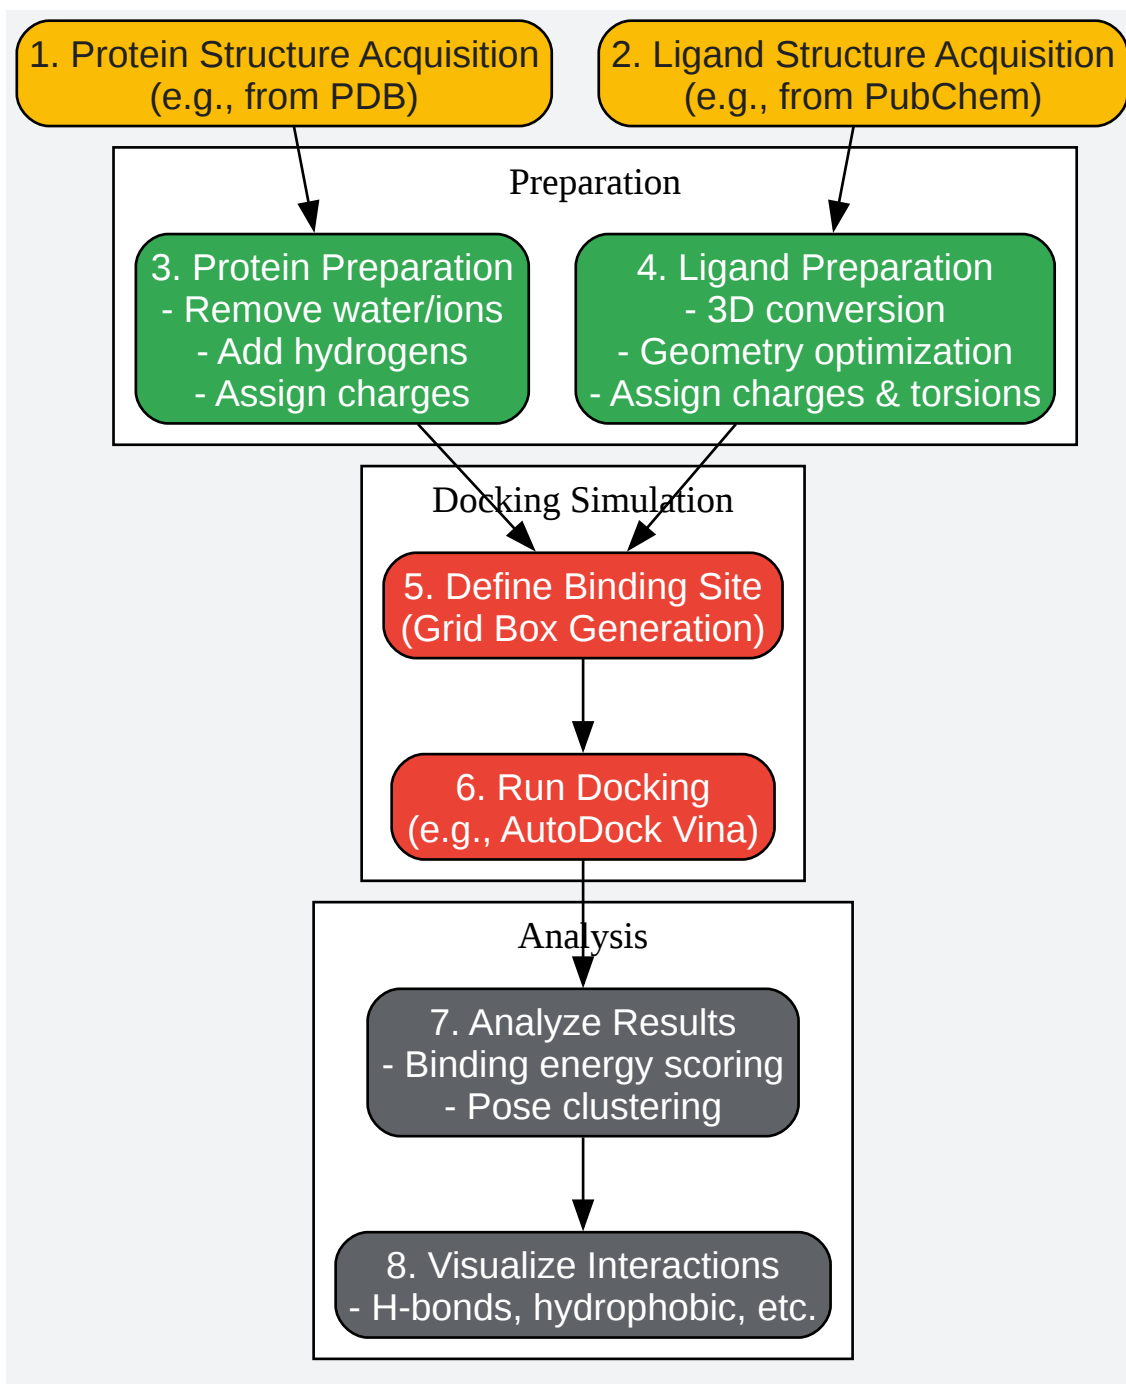 1. Protein Structure Acquisition
(e.g., from PDB)
2. Ligand Structure Acquisition
(e.g., from PubChem)
Preparation
3. Protein Preparation
- Remove water/ions
- Add hydrogens
- Assign charges
4. Ligand Preparation
- 3D conversion
- Geometry optimization
- Assign charges & torsions
Docking Simulation
5. Define Binding Site
(Grid Box Generation)
6. Run Docking
(e.g., AutoDock Vina)
Analysis
7. Analyze Results
- Binding energy scoring
- Pose clustering
8. Visualize Interactions
- H-bonds, hydrophobic, etc.